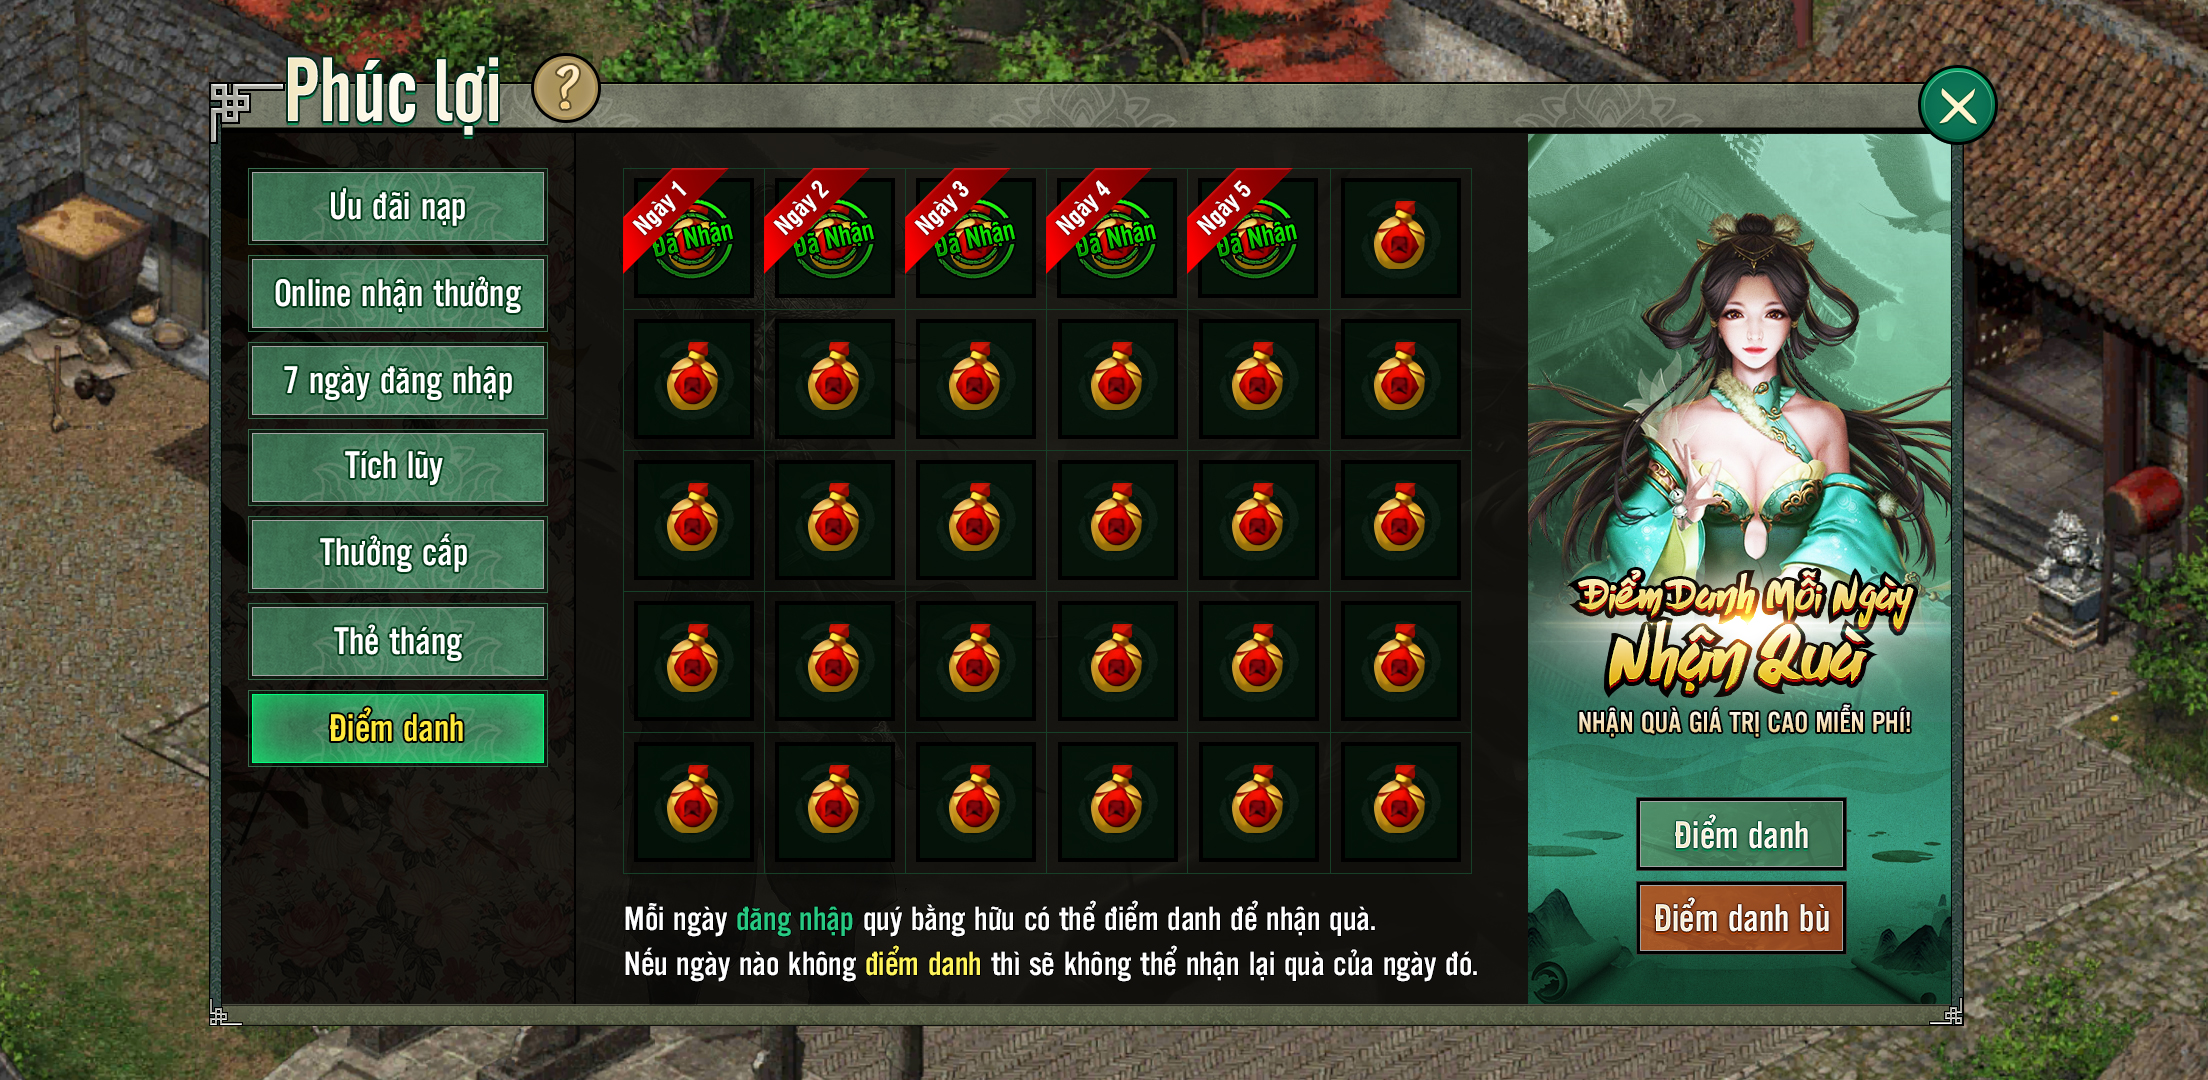 Phúc lợi
?
Ưu đãi nạp
Online nhận thưởng
7 ngày đăng nhập
Tích lũy
Thưởng cấp
Thẻ tháng
Điểm danh
Ngày 1
Đã Nhận
Ngày 2
Đã Nhận
Ngày 3
Đã Nhận
Ngày 4
Đã Nhận
Ngày 5
Đã Nhận
Mỗi ngày đăng nhập quý bằng hữu có thể điểm danh để nhận quà.
Nếu ngày nào không điểm danh thì sẽ không thể nhận lại quà của ngày đó.
Điểm Danh Mỗi Ngày
Nhận Quà
NHẬN QUÀ GIÁ TRỊ CAO MIỄN PHÍ!
Điểm danh
Điểm danh bù